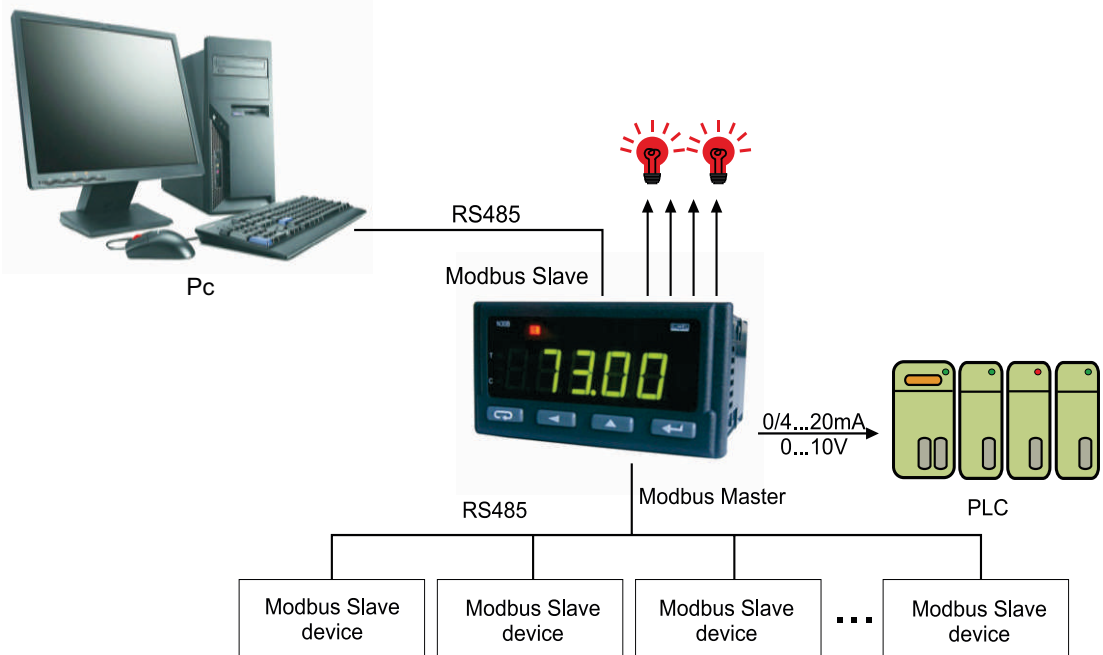 RS485
Pc
Modbus Slave
N30B
T
C
73.00
0/4...20mA
0...10V
PLC
Modbus Master
RS485
Modbus Slave
device
Modbus Slave
device
Modbus Slave
device
...
Modbus Slave
device